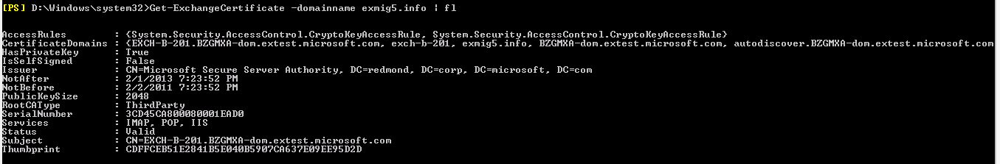 [PS] D:\Windows\system32>Get-ExchangeCertificate -domainname exmig5.info | fl
AccessRules : {System.Security.AccessControl.CryptoKeyAccessRule, System.Security.AccessControl.CryptoKeyAccessRule}
CertificateDomains : {EXCH-B-201.BZGMXA-dom.extest.microsoft.com, exch-b-201, exmig5.info, BZGMXA-dom.extest.microsoft.com, autodiscover.BZGMXA-dom.extest.microsoft.com
HasPrivateKey : True
IsSelfSigned : False
Issuer : CN=Microsoft Secure Server Authority, DC=redmond, DC=corp, DC=microsoft, DC=com
NotAfter : 2/1/2013 7:23:52 PM
NotBefore : 2/2/2011 7:23:52 PM
PublicKeySize : 2048
RootCAType : ThirdParty
SerialNumber : 3CD45CA800080001EAD0
Services : IMAP, POP, IIS
Status : Valid
Subject : CN=EXCH-B-201.BZGMXA-dom.extest.microsoft.com
Thumbprint : CDFFCEB51E2841B5E040B5907CA637E09EE95D2D